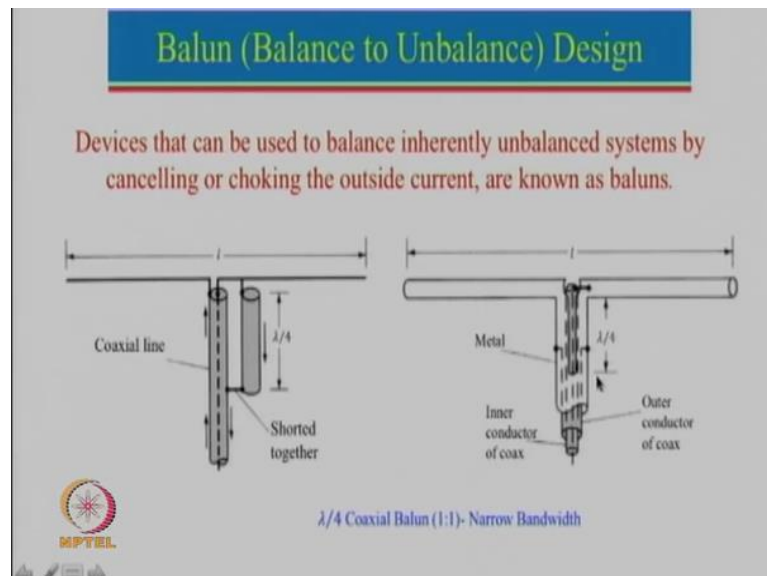 Balun (Balance to Unbalance) Design
Devices that can be used to balance inherently unbalanced systems by
cancelling or choking the outside current, are known as baluns.
l
l
Coaxial line
λ/4
Metal
λ/4
Shorted
together
Inner
conductor
of coax
Outer
conductor
of coax
λ/4 Coaxial Balun (1:1)- Narrow Bandwidth
NPTEL